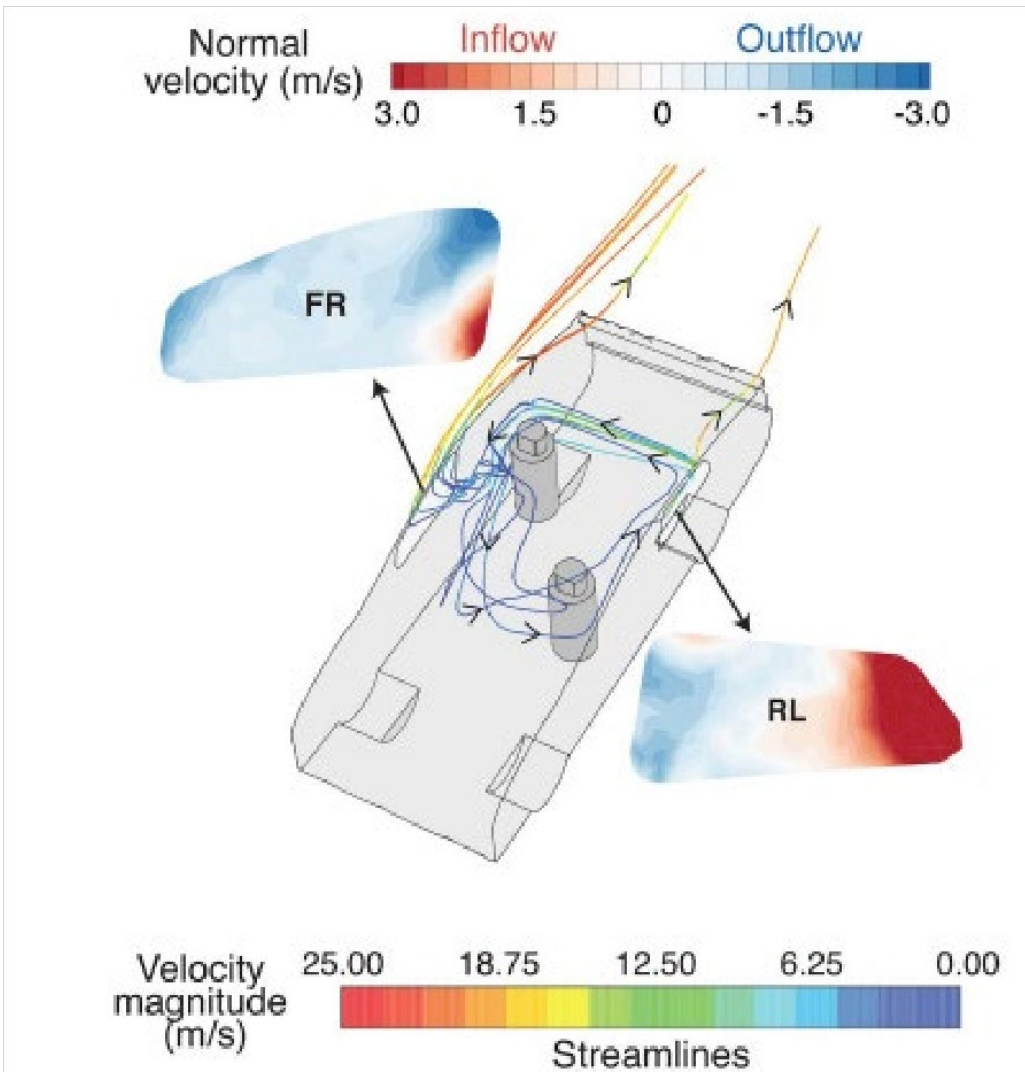 Normal velocity (m/s)
Inflow
Outflow
3.0 1.5 0 -1.5 -3.0
FR
RL
Velocity magnitude (m/s)
25.00 18.75 12.50 6.25 0.00
Streamlines